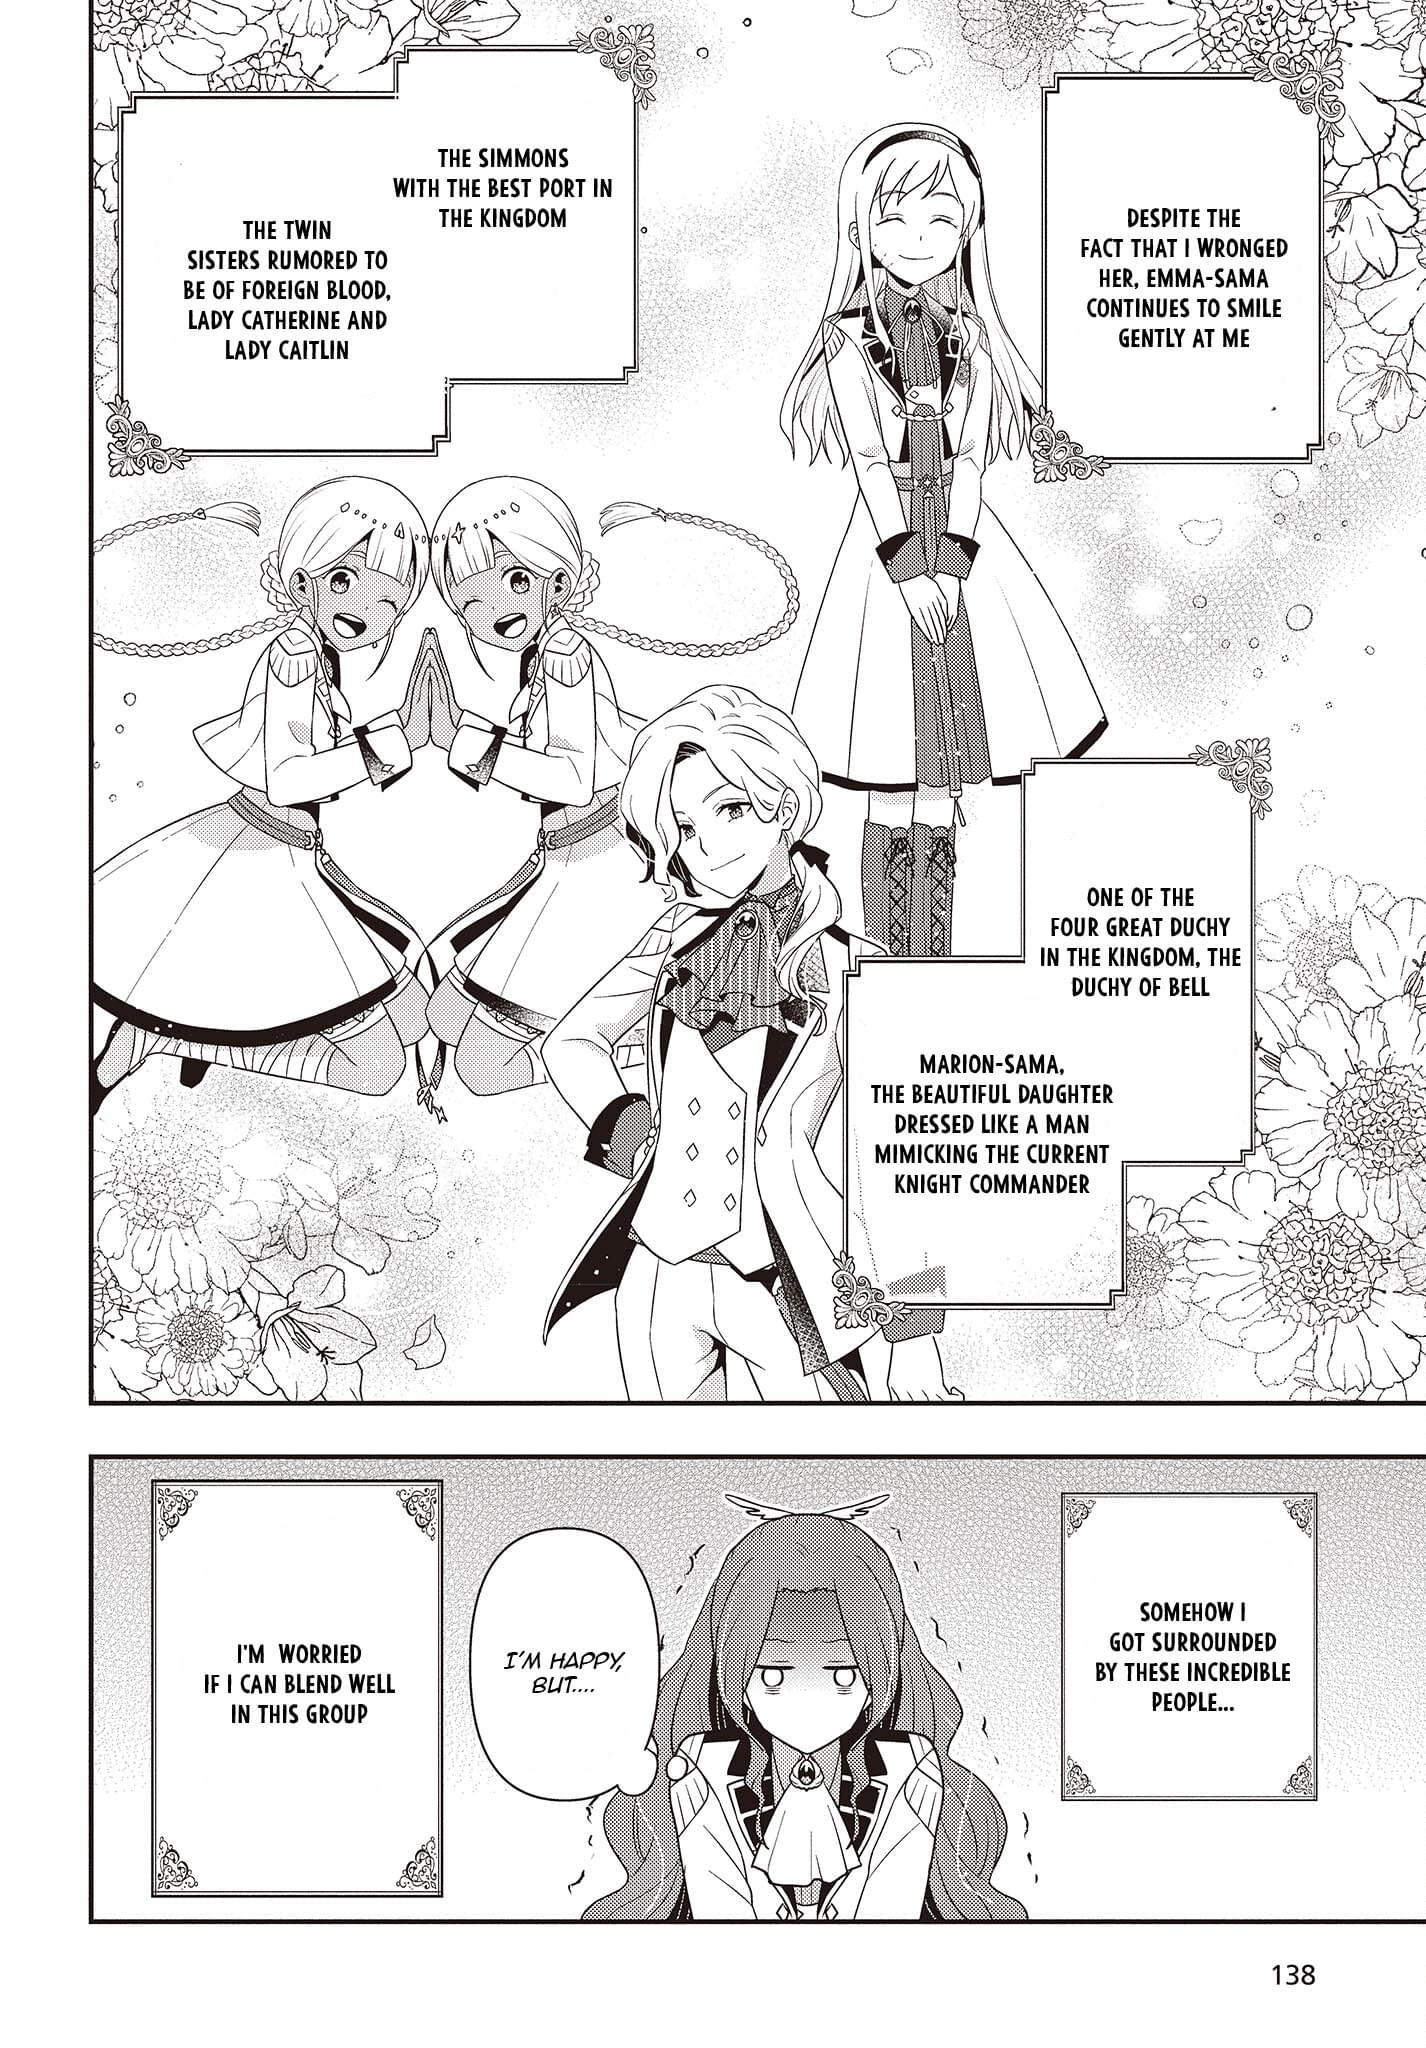 DESPITE THE
FACT THAT I WRONGED
HER, EMMA-SAMA
CONTINUES TO SMILE
GENTLY AT ME
THE SIMMONS
WITH THE BEST PORT IN
THE KINGDOM
THE TWIN
SISTERS RUMORED TO
BE OF FOREIGN BLOOD,
LADY CATHERINE AND
LADY CAITLIN
ONE OF THE
FOUR GREAT DUCHY
IN THE KINGDOM, THE
DUCHY OF BELL
MARION-SAMA,
THE BEAUTIFUL DAUGHTER
DRESSED LIKE A MAN
MIMICKING THE CURRENT
KNIGHT COMMANDER
SOMEHOW I
GOT SURROUNDED
BY THESE INCREDIBLE
PEOPLE...
I'M HAPPY,
BUT....
I'M WORRIED
IF I CAN BLEND WELL
IN THIS GROUP
138